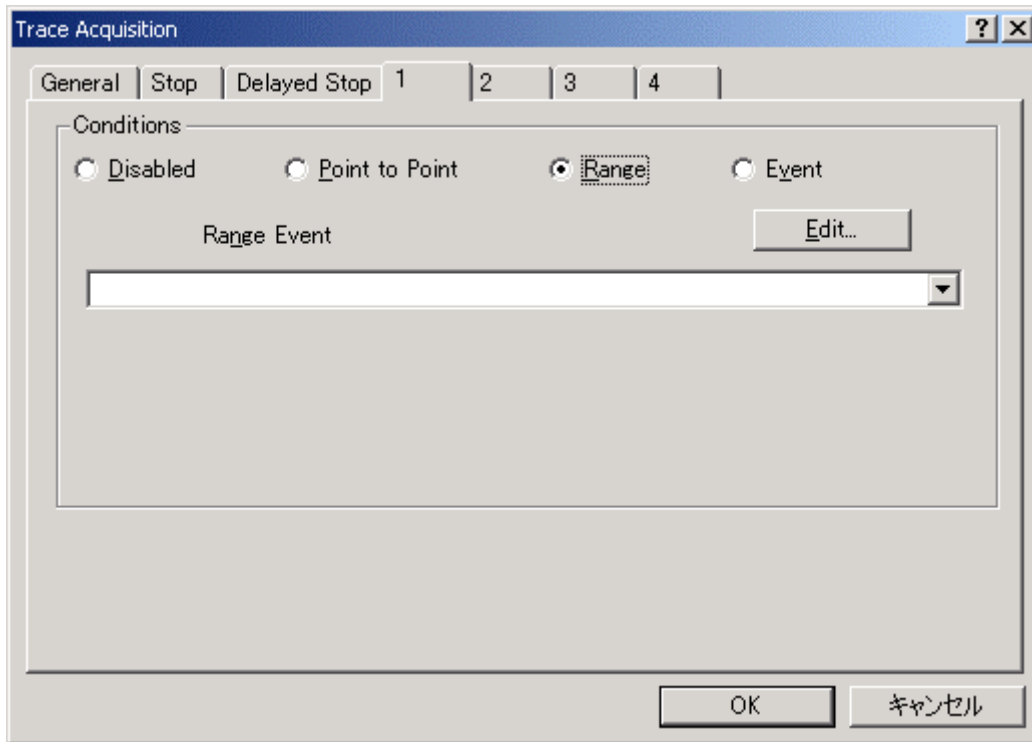 Trace Acquisition
General Stop Delayed Stop 1 2 3 4
Conditions
Disabled Point to Point Range Event
Range Event Edit...
OK キャンセル